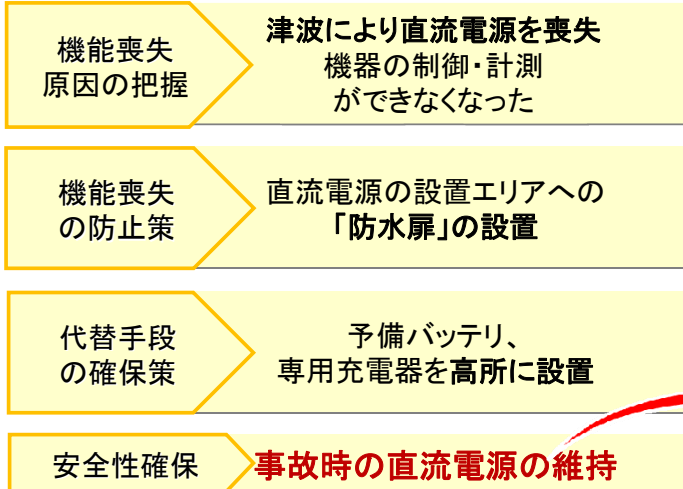 機能喪失
原因の把握
津波により直流電源を喪失
機器の制御・計測
ができなくなった
機能喪失
の防止策
直流電源の設置エリアへの
「防水扉」の設置
代替手段
の確保策
予備バッテリ、
専用充電器を高所に設置
安全性確保
事故時の直流電源の維持